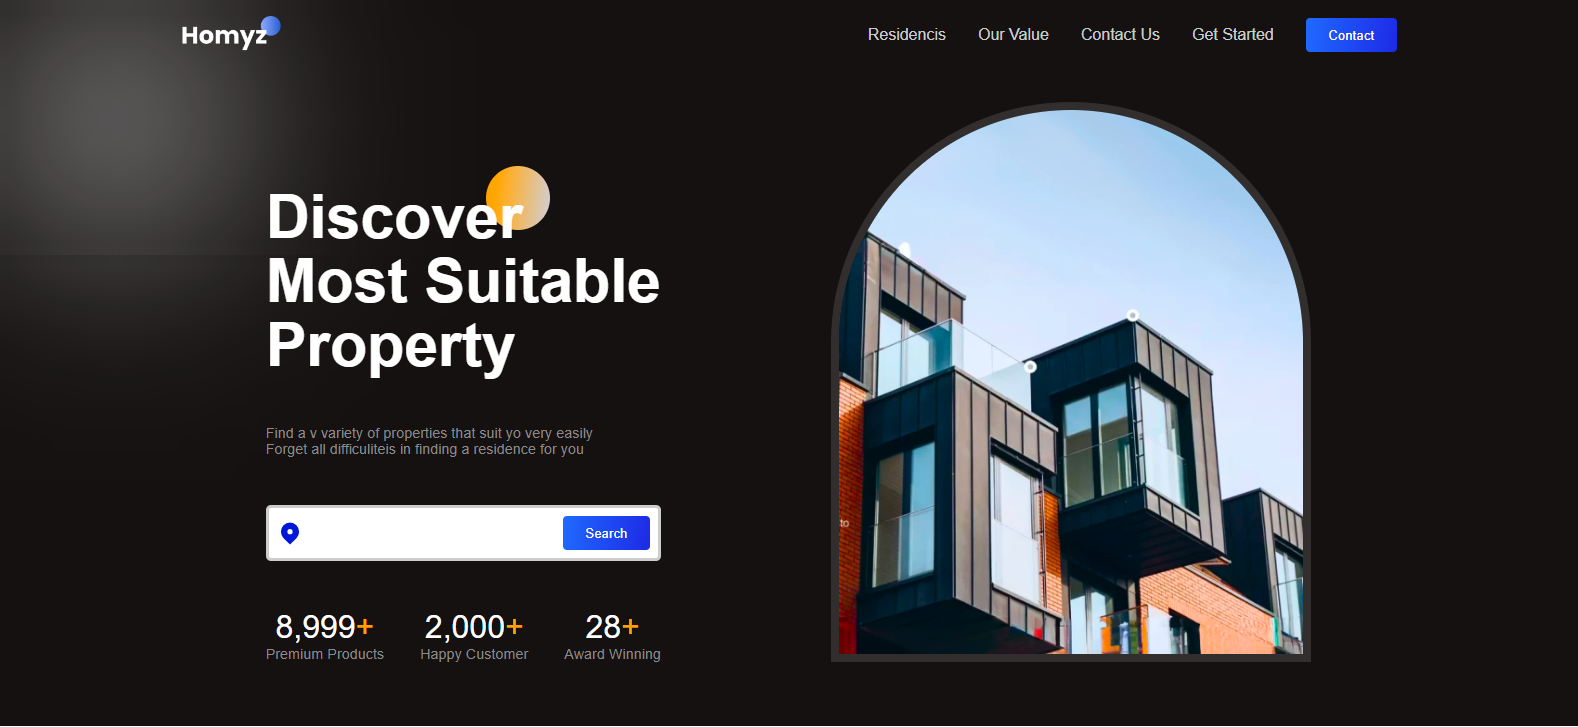 Homyz
Residencis
Our Value
Contact Us
Get Started
Contact
Discover
Most Suitable
Property
Find a v variety of properties that suit yo very easily
Forget all difficuliteis in finding a residence for you
Search
8,999+
2,000+
28+
Premium Products
Happy Customer
Award Winning
to